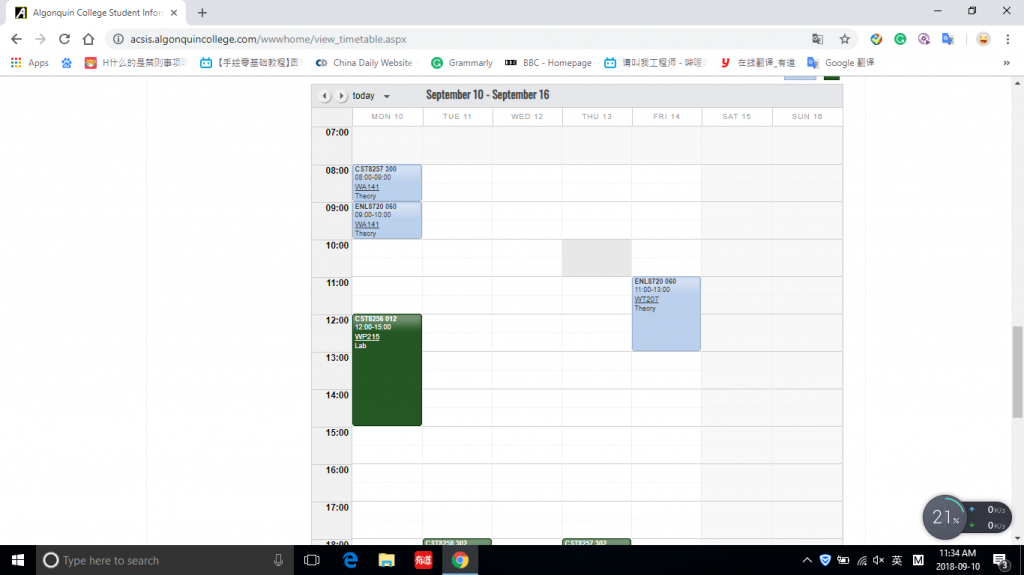 Algonquin College Student Inform
acsis.algonquincollege.com/wwwhome/view_timetable.aspx
Apps
H什么的是禁则事项
【手绘零基础教程】画
China Daily Website
Grammarly
BBC - Homepage
请叫我工程师 - 哔哩
在线翻译_有道
Google 翻译
»
today
September 10 - September 16
MON 10 TUE 11 WED 12 THU 13 FRI 14 SAT 15 SUN 16
07:00
08:00
CST8257 300
08:00-09:00
WA141
Theory
09:00
ENL8720 060
09:00-10:00
WA141
Theory
10:00
11:00
ENL8720 060
11:00-13:00
WT207
Theory
12:00
CST8256 012
12:00-15:00
WP215
Lab
13:00
14:00
15:00
16:00
17:00
18:00
CST8258 302
CST8257 302
21%
0K/s
0K/s
Type here to search
有道
英
M
11:34 AM
2018-09-10
3